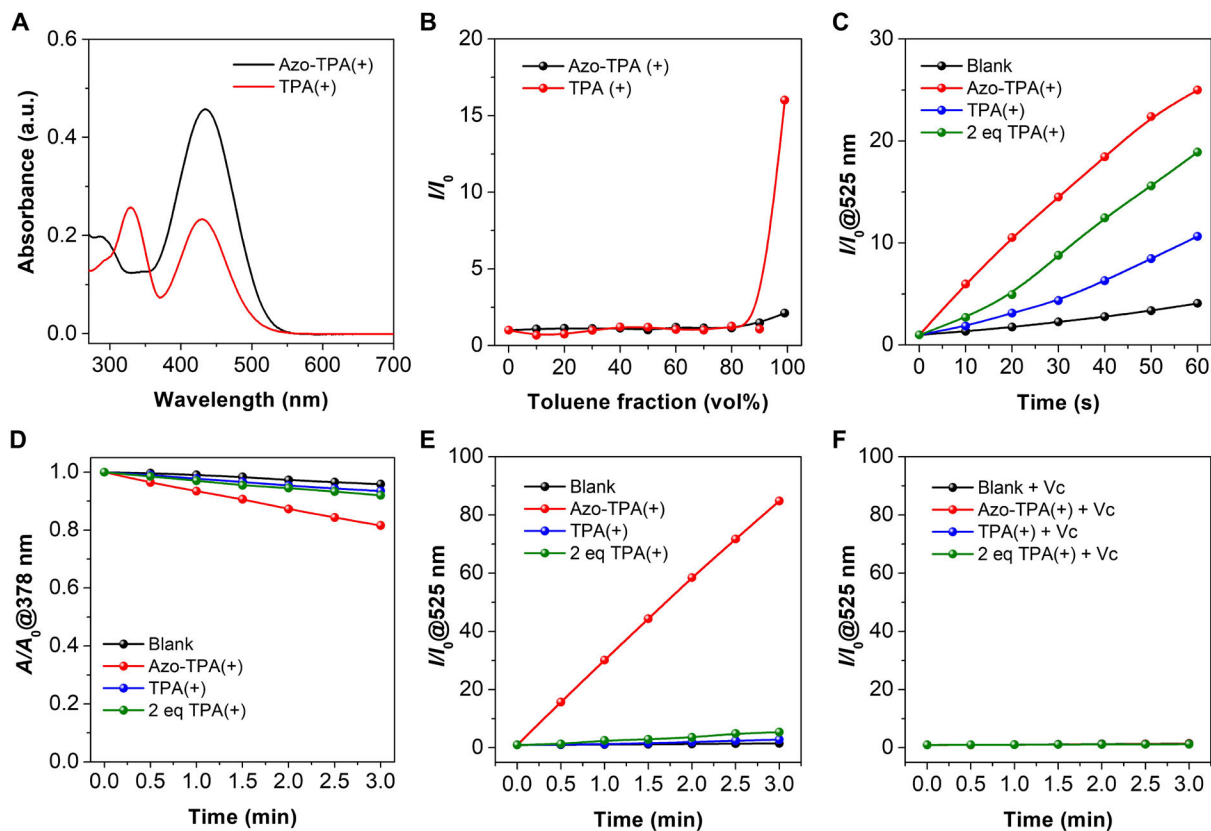 A
0.6
0.4
0.2
0.0
Absorbance (a.u.)
Azo-TPA(+)
TPA(+)
300 400 500 600 700
Wavelength (nm)
B
20
15
10
5
0
I/I0
Azo-TPA (+)
TPA (+)
0 20 40 60 80 100
Toluene fraction (vol%)
C
30
20
10
0
I/I0@525 nm
Blank
Azo-TPA(+)
TPA(+)
2 eq TPA(+)
0 10 20 30 40 50 60
Time (s)
D
1.0
0.8
0.6
0.4
0.2
0.0
A/A0@378 nm
Blank
Azo-TPA(+)
TPA(+)
2 eq TPA(+)
0.0 0.5 1.0 1.5 2.0 2.5 3.0
Time (min)
E
100
80
60
40
20
0
I/I0@525 nm
Blank
Azo-TPA(+)
TPA(+)
2 eq TPA(+)
0.0 0.5 1.0 1.5 2.0 2.5 3.0
Time (min)
F
100
80
60
40
20
0
I/I0@525 nm
Blank + Vc
Azo-TPA(+) + Vc
TPA(+) + Vc
2 eq TPA(+) + Vc
0.0 0.5 1.0 1.5 2.0 2.5 3.0
Time (min)